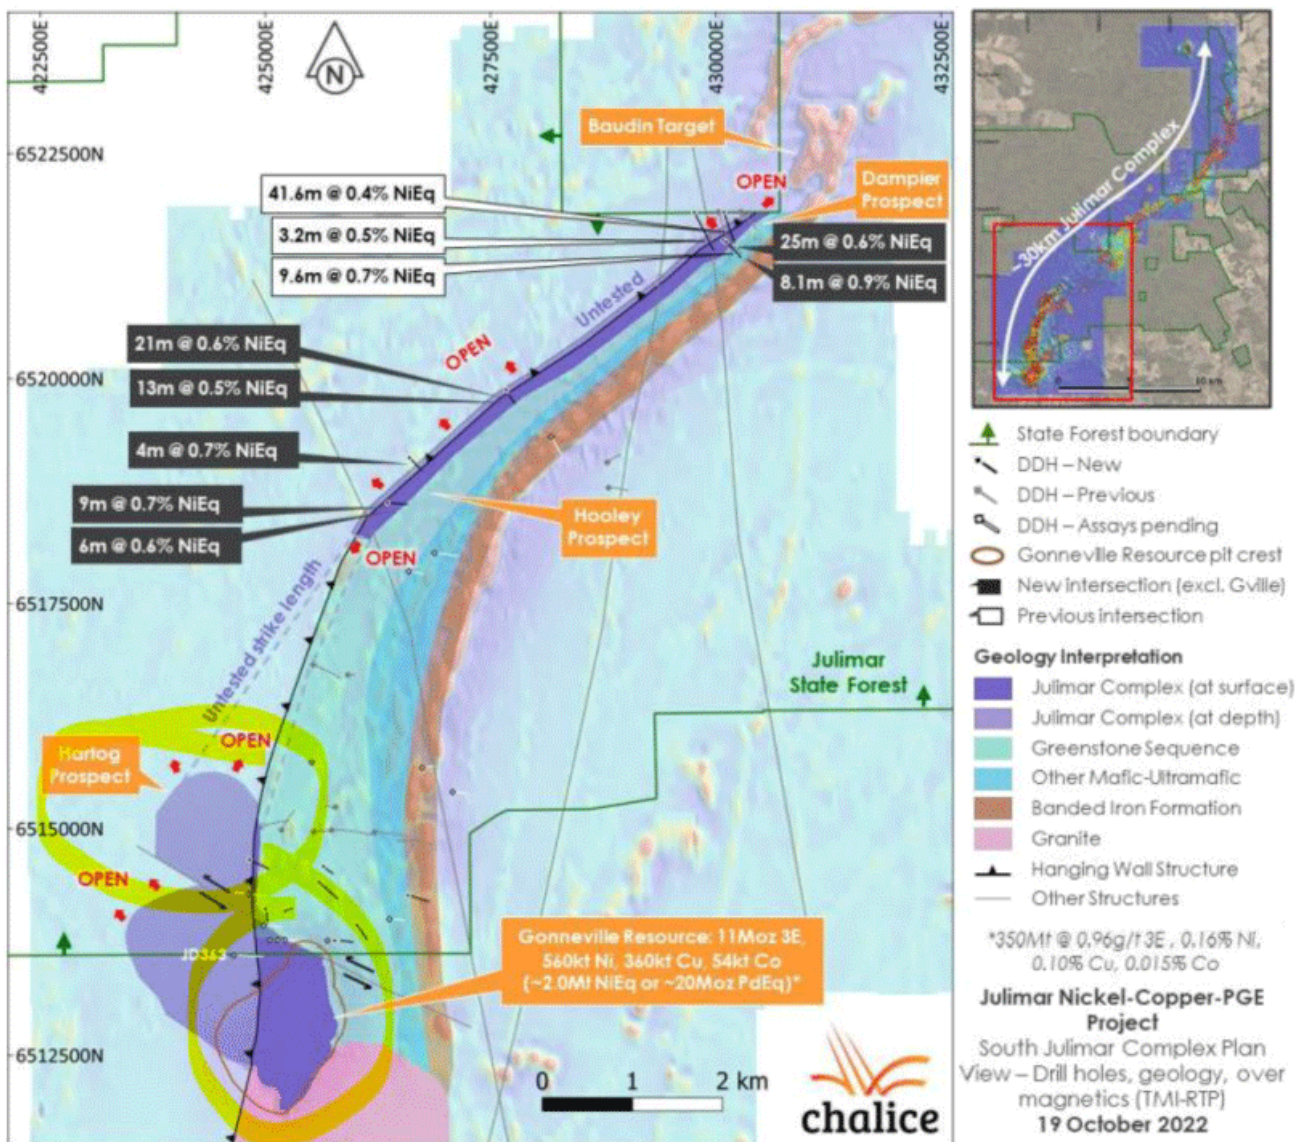 422500E
425000E
427500E
430000E
432500E
N
6522500N
6520000N
6517500N
6515000N
6512500N
Baudin Target
OPEN
Dampier
Prospect
41.6m @ 0.4% NiEq
3.2m @ 0.5% NiEq
9.6m @ 0.7% NiEq
25m @ 0.6% NiEq
8.1m @ 0.9% NiEq
Untested
21m @ 0.6% NiEq
OPEN
13m @ 0.5% NiEq
4m @ 0.7% NiEq
9m @ 0.7% NiEq
6m @ 0.6% NiEq
Hooley
Prospect
OPEN
Untested strike length
Julimar
State Forest
OPEN
Hartog
Prospect
OPEN
JD363
Gonneville Resource: 11Moz 3E,
560kt Ni, 360kt Cu, 54kt Co
(~2.0Mt NiEq or ~20Moz PdEq)*
0 1 2 km
chalice
~30km Julimar Complex
0
10 km
State Forest boundary
DDH – New
DDH – Previous
DDH – Assays pending
Gonneville Resource pit crest
New intersection (excl. Gville)
Previous intersection
Geology Interpretation
Julimar Complex (at surface)
Julimar Complex (at depth)
Greenstone Sequence
Other Mafic-Ultramafic
Banded Iron Formation
Granite
Hanging Wall Structure
Other Structures
*350Mt @ 0.96g/t 3E , 0.16% Ni,
0.10% Cu, 0.015% Co
Julimar Nickel-Copper-PGE
Project
South Julimar Complex Plan
View – Drill holes, geology, over
magnetics (TMI-RTP)
19 October 2022